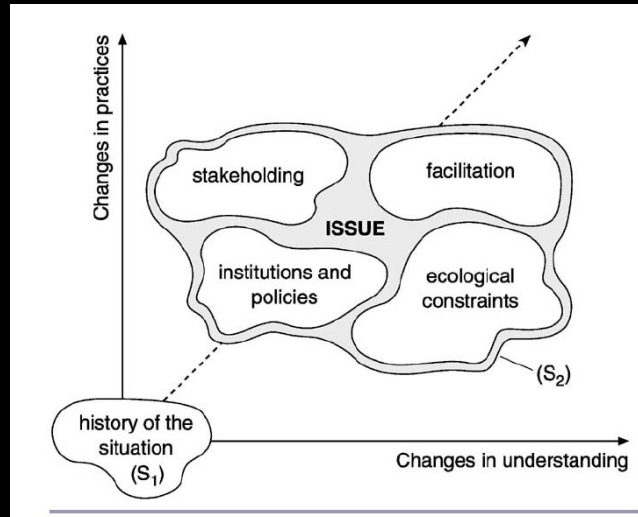 Changes in practices
stakeholding
facilitation
ISSUE
institutions and
policies
ecological
constraints
(S₂)
history of the
situation
(S₁)
Changes in understanding